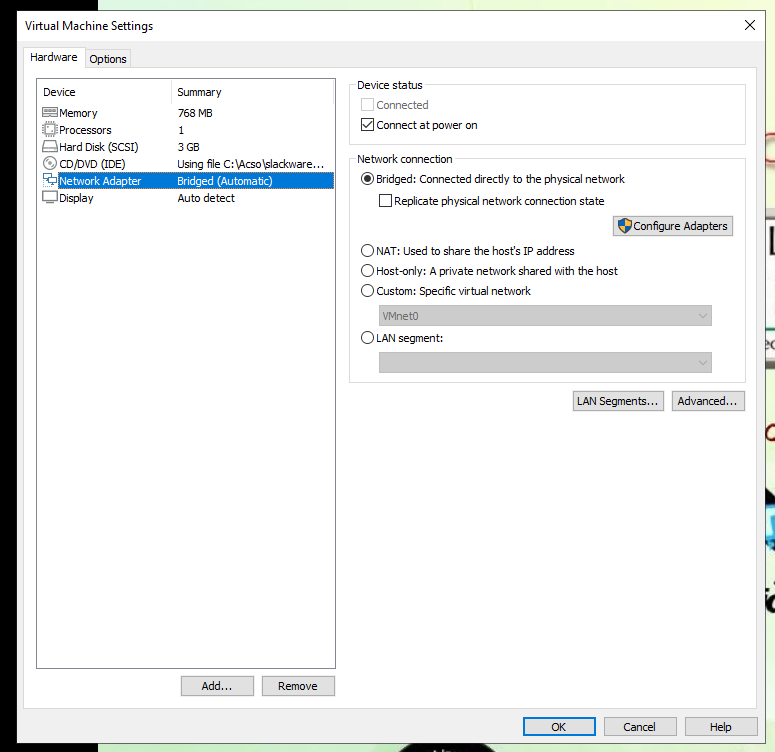 Virtual Machine Settings
Hardware
Options
Device Summary
Memory 768 MB
Processors 1
Hard Disk (SCSI) 3 GB
CD/DVD (IDE) Using file C:\Acso\slackware...
Network Adapter Bridged (Automatic)
Display Auto detect
Add...
Remove
Device status
Connected
Connect at power on
Network connection
Bridged: Connected directly to the physical network
Replicate physical network connection state
Configure Adapters
NAT: Used to share the host's IP address
Host-only: A private network shared with the host
Custom: Specific virtual network
VMnet0
LAN segment:
LAN Segments...
Advanced...
OK
Cancel
Help